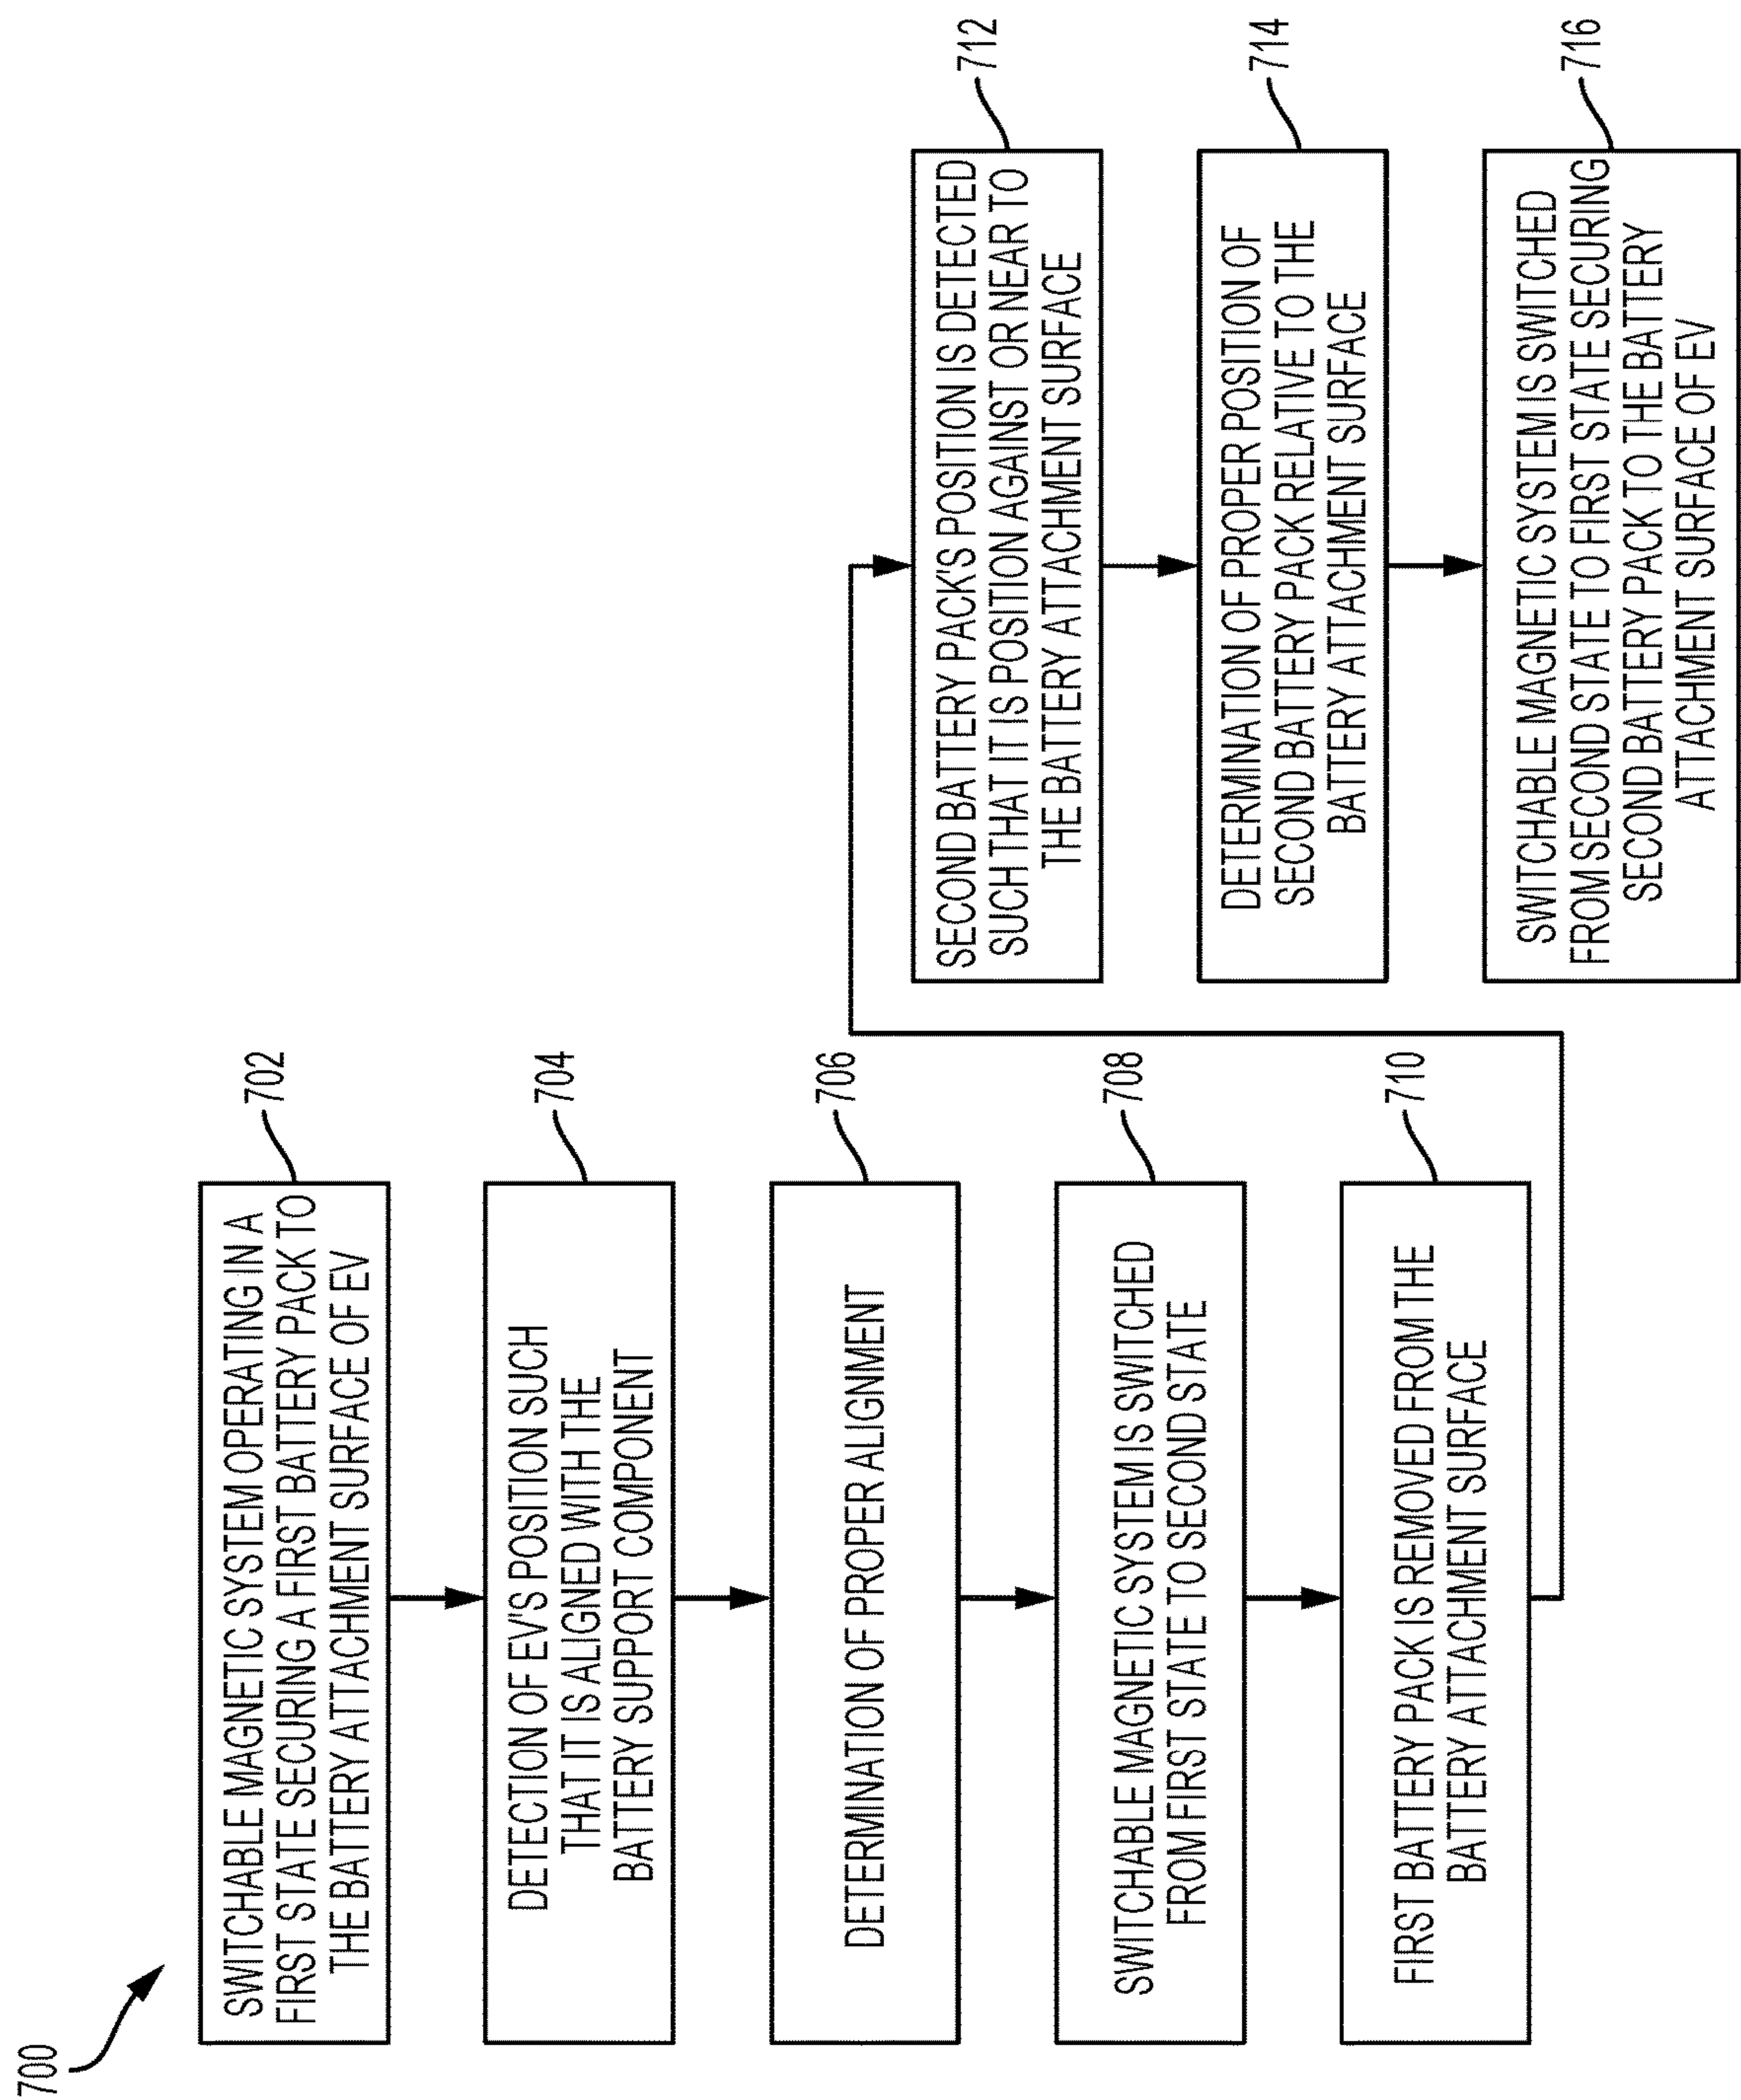 700
702
SWITCHABLE MAGNETIC SYSTEM OPERATING IN A
FIRST STATE SECURING A FIRST BATTERY PACK TO
THE BATTERY ATTACHMENT SURFACE OF EV
704
DETECTION OF EV'S POSITION SUCH
THAT IT IS ALIGNED WITH THE
BATTERY SUPPORT COMPONENT
706
DETERMINATION OF PROPER ALIGNMENT
708
SWITCHABLE MAGNETIC SYSTEM IS SWITCHED
FROM FIRST STATE TO SECOND STATE
710
FIRST BATTERY PACK IS REMOVED FROM THE
BATTERY ATTACHMENT SURFACE
712
SECOND BATTERY PACK'S POSITION IS DETECTED
SUCH THAT IT IS POSITION AGAINST OR NEAR TO
THE BATTERY ATTACHMENT SURFACE
714
DETERMINATION OF PROPER POSITION OF
SECOND BATTERY PACK RELATIVE TO THE
BATTERY ATTACHMENT SURFACE
716
SWITCHABLE MAGNETIC SYSTEM IS SWITCHED
FROM SECOND STATE TO FIRST STATE SECURING
SECOND BATTERY PACK TO THE BATTERY
ATTACHMENT SURFACE OF EV